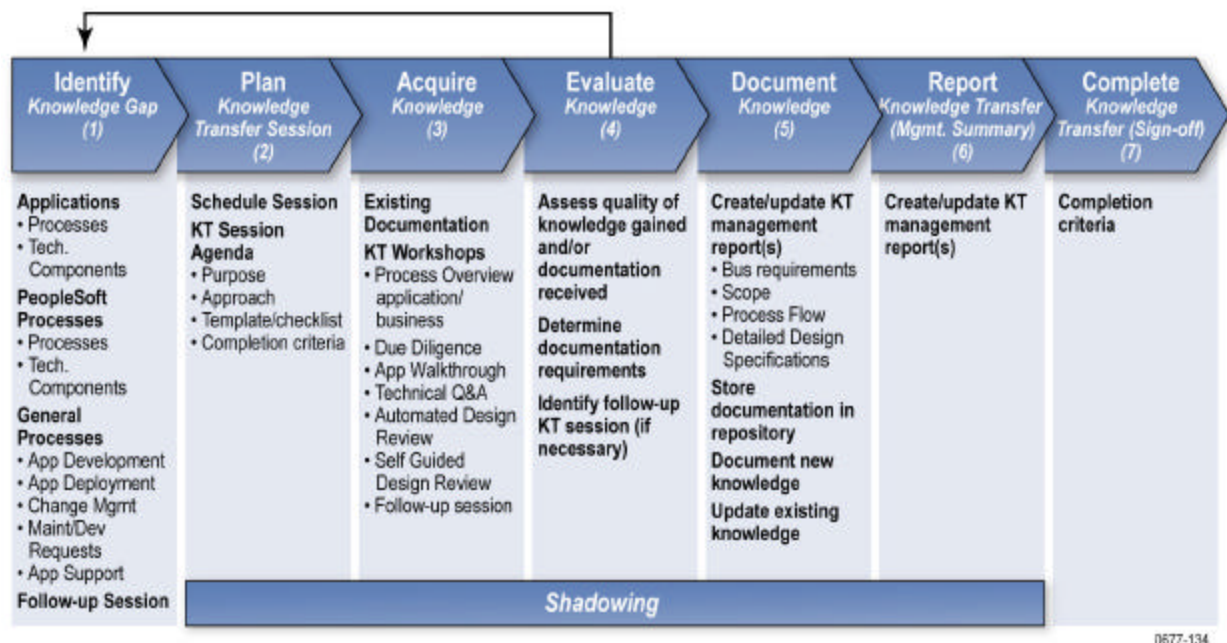 Identify
Knowledge Gap
(1)
Plan
Knowledge
Transfer Session
(2)
Acquire
Knowledge
(3)
Evaluate
Knowledge
(4)
Document
Knowledge
(5)
Report
Knowledge Transfer
(Mgmt. Summary)
(6)
Complete
Knowledge
Transfer (Sign-off)
(7)
Applications
• Processes
• Tech.
Components
PeopleSoft
Processes
• Processes
• Tech.
Components
General
Processes
• App Development
• App Deployment
• Change Mgmt
• Maint/Dev
Requests
• App Support
Follow-up Session
Schedule Session
KT Session
Agenda
• Purpose
• Approach
• Template/checklist
• Completion criteria
Existing
Documentation
KT Workshops
• Process Overview
application/
business
• Due Diligence
• App Walkthrough
• Technical Q&A
• Automated Design
Review
• Self Guided
Design Review
• Follow-up session
Assess quality of
knowledge gained
and/or
documentation
received
Determine
documentation
requirements
Identify follow-up
KT session (if
necessary)
Create/update KT
management
report(s)
• Bus requirements
• Scope
• Process Flow
• Detailed Design
Specifications
Store
documentation in
repository
Document new
knowledge
Update existing
knowledge
Create/update KT
management
report(s)
Completion
criteria
Shadowing
0677-134